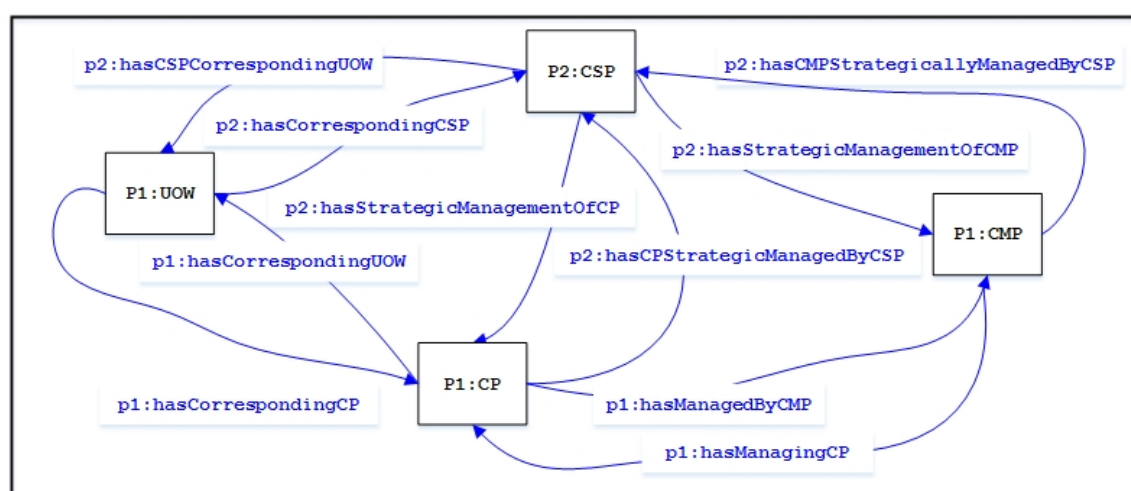 p2:hasCSPCorrespondingUOW
P2:CSP
p2:hasCMPStrategicallyManagedByCSP
p2:hasCorrespondingCSP
p2:hasStrategicManagementOfCMP
P1:UOW
p2:hasStrategicManagementOfCP
P1:CMP
p1:hasCorrespondingUOW
p2:hasCPStrategicManagedByCSP
P1:CP
p1:hasCorrespondingCP
p1:hasManagedByCMP
p1:hasManagingCP